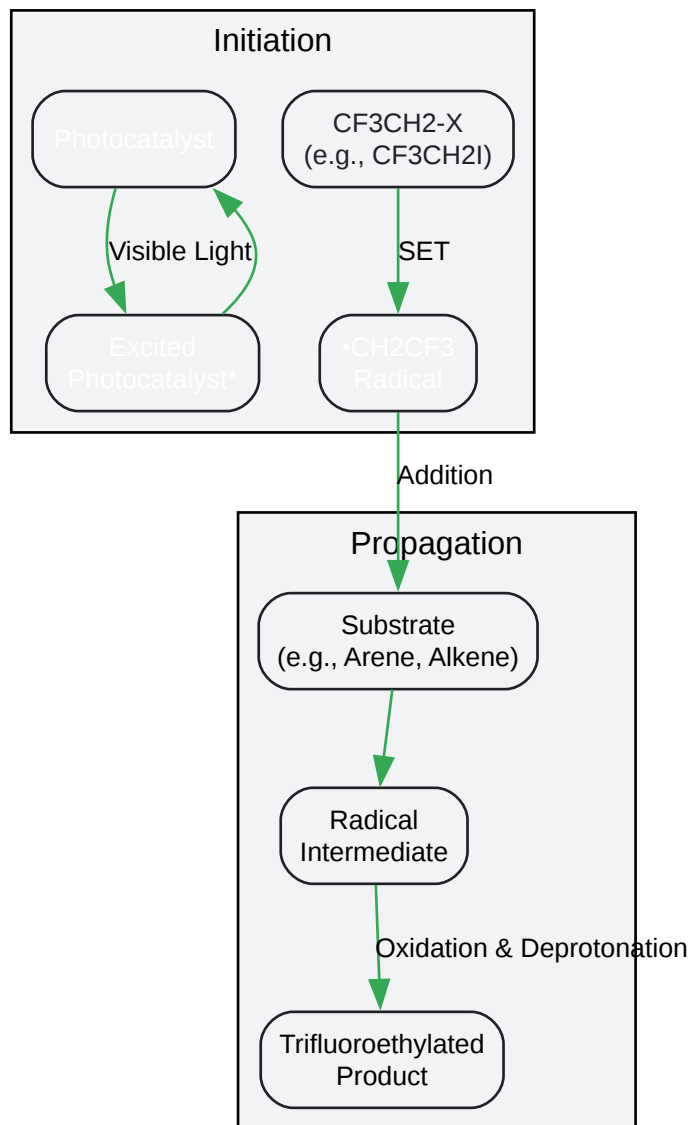 Initiation
Photocatalyst
CF3CH2-X
(e.g., CF3CH2I)
Visible Light
SET
Excited
Photocatalyst*
•CH2CF3
Radical
Addition
Propagation
Substrate
(e.g., Arene, Alkene)
Radical
Intermediate
Oxidation & Deprotonation
Trifluoroethylated
Product